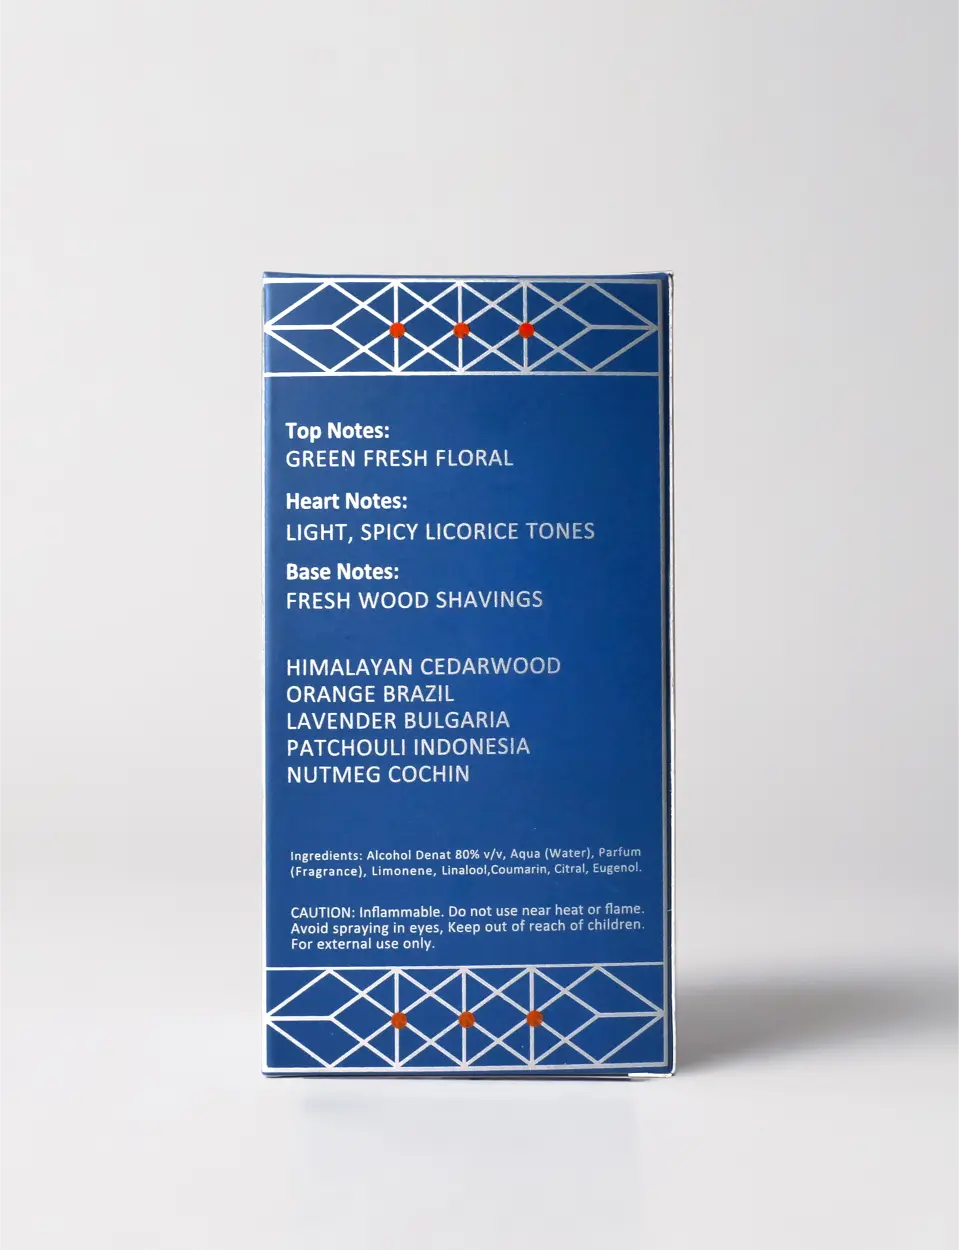 Top Notes:
GREEN FRESH FLORAL
Heart Notes:
LIGHT, SPICY LICORICE TONES
Base Notes:
FRESH WOOD SHAVINGS
HIMALAYAN CEDARWOOD
ORANGE BRAZIL
LAVENDER BULGARIA
PATCHOULI INDONESIA
NUTMEG COCHIN
Ingredients: Alcohol Denat 80% v/v, Aqua (Water), Parfum
(Fragrance), Limonene, Linalool,Coumarin, Citral, Eugenol.
CAUTION: Inflammable. Do not use near heat or flame.
Avoid spraying in eyes, Keep out of reach of children.
For external use only.